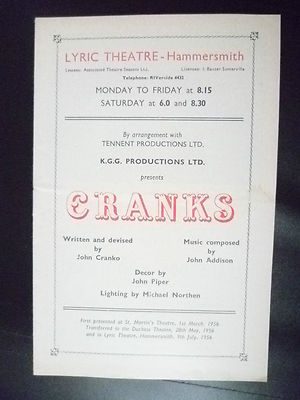 LYRIC THEATRE - Hammersmith
Lessees: Associated Theatre Seasons Ltd. Licensee: J. Baxter Somerville
Telephone: RIVerside 4432
MONDAY TO FRIDAY at 8.15
SATURDAY at 6.0 and 8.30
By arrangement with
TENNENT PRODUCTIONS LTD.
K.G.G. PRODUCTIONS LTD.
presents
CRANKS
Written and devised
by
John Cranko
Music composed
by
John Addison
Decor by
John Piper
Lighting by Michael Northen
First presented at St. Martin's Theatre, 1st March, 1956
Transferred to the Duchess Theatre, 28th May, 1956
and to Lyric Theatre, Hammersmith, 9th July, 1956